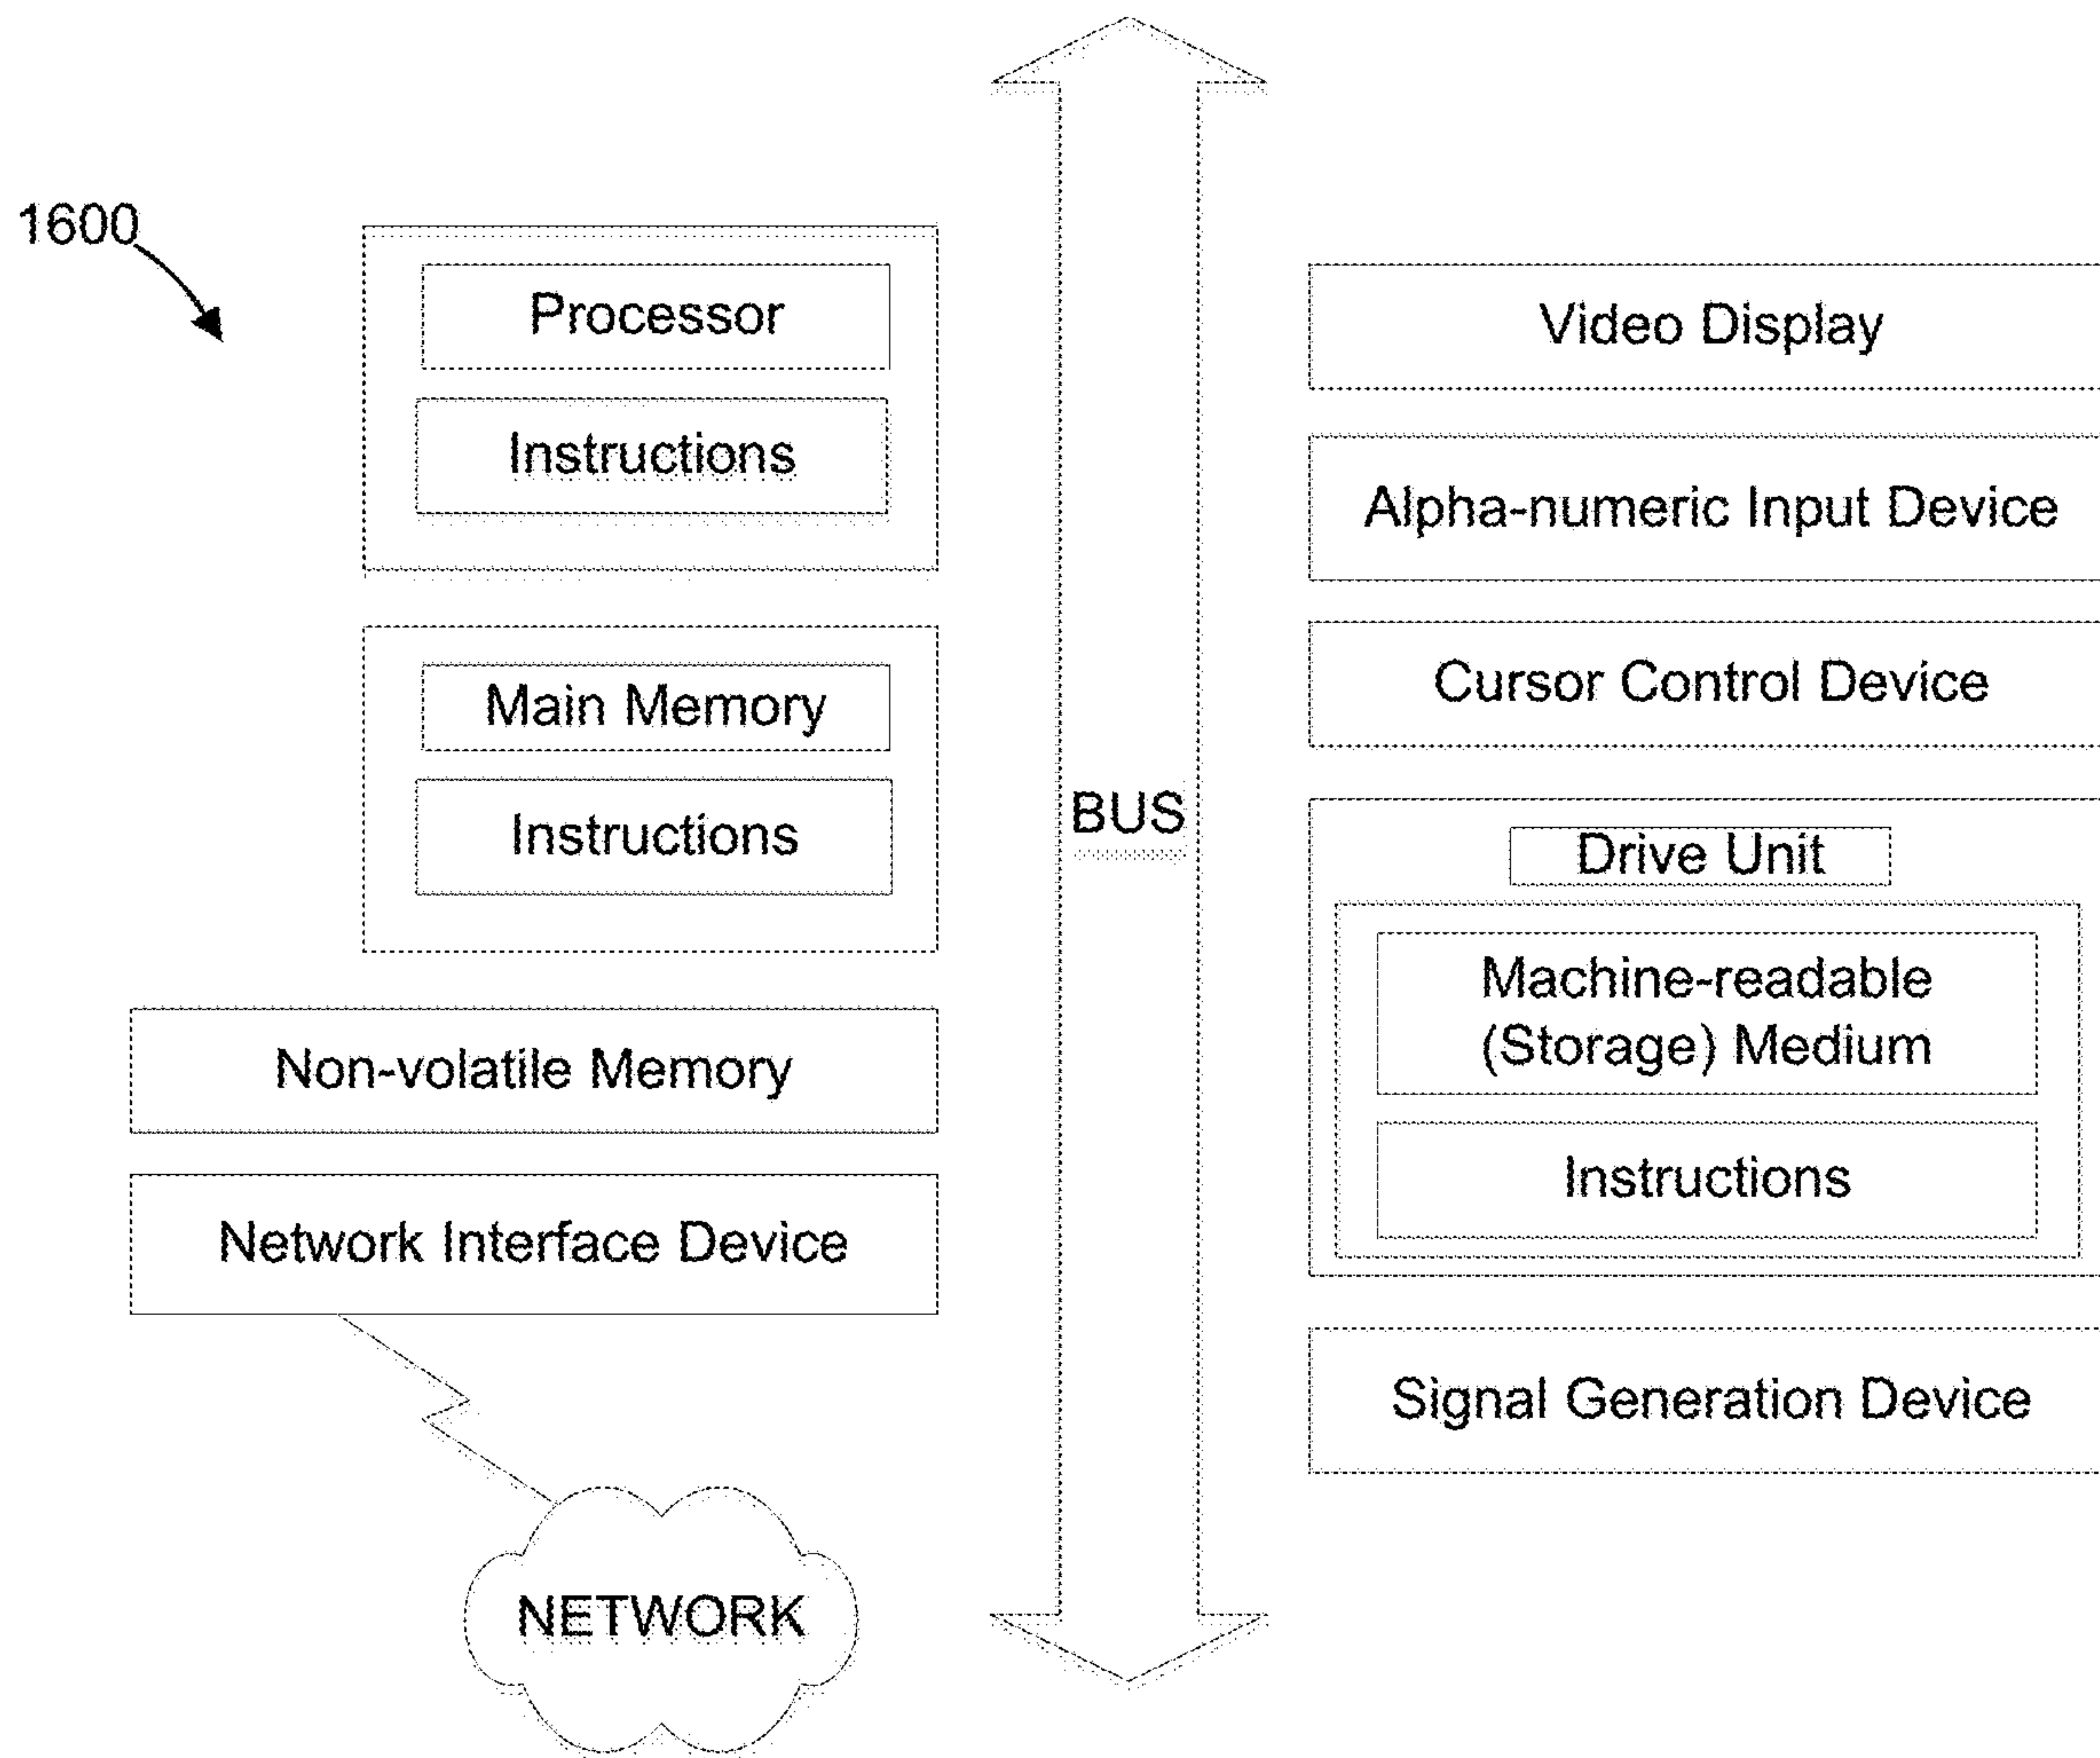 1600
Processor
Instructions
Main Memory
Instructions
Non-volatile Memory
Network Interface Device
NETWORK
BUS
Video Display
Alpha-numeric Input Device
Cursor Control Device
Drive Unit
Machine-readable
(Storage) Medium
Instructions
Signal Generation Device